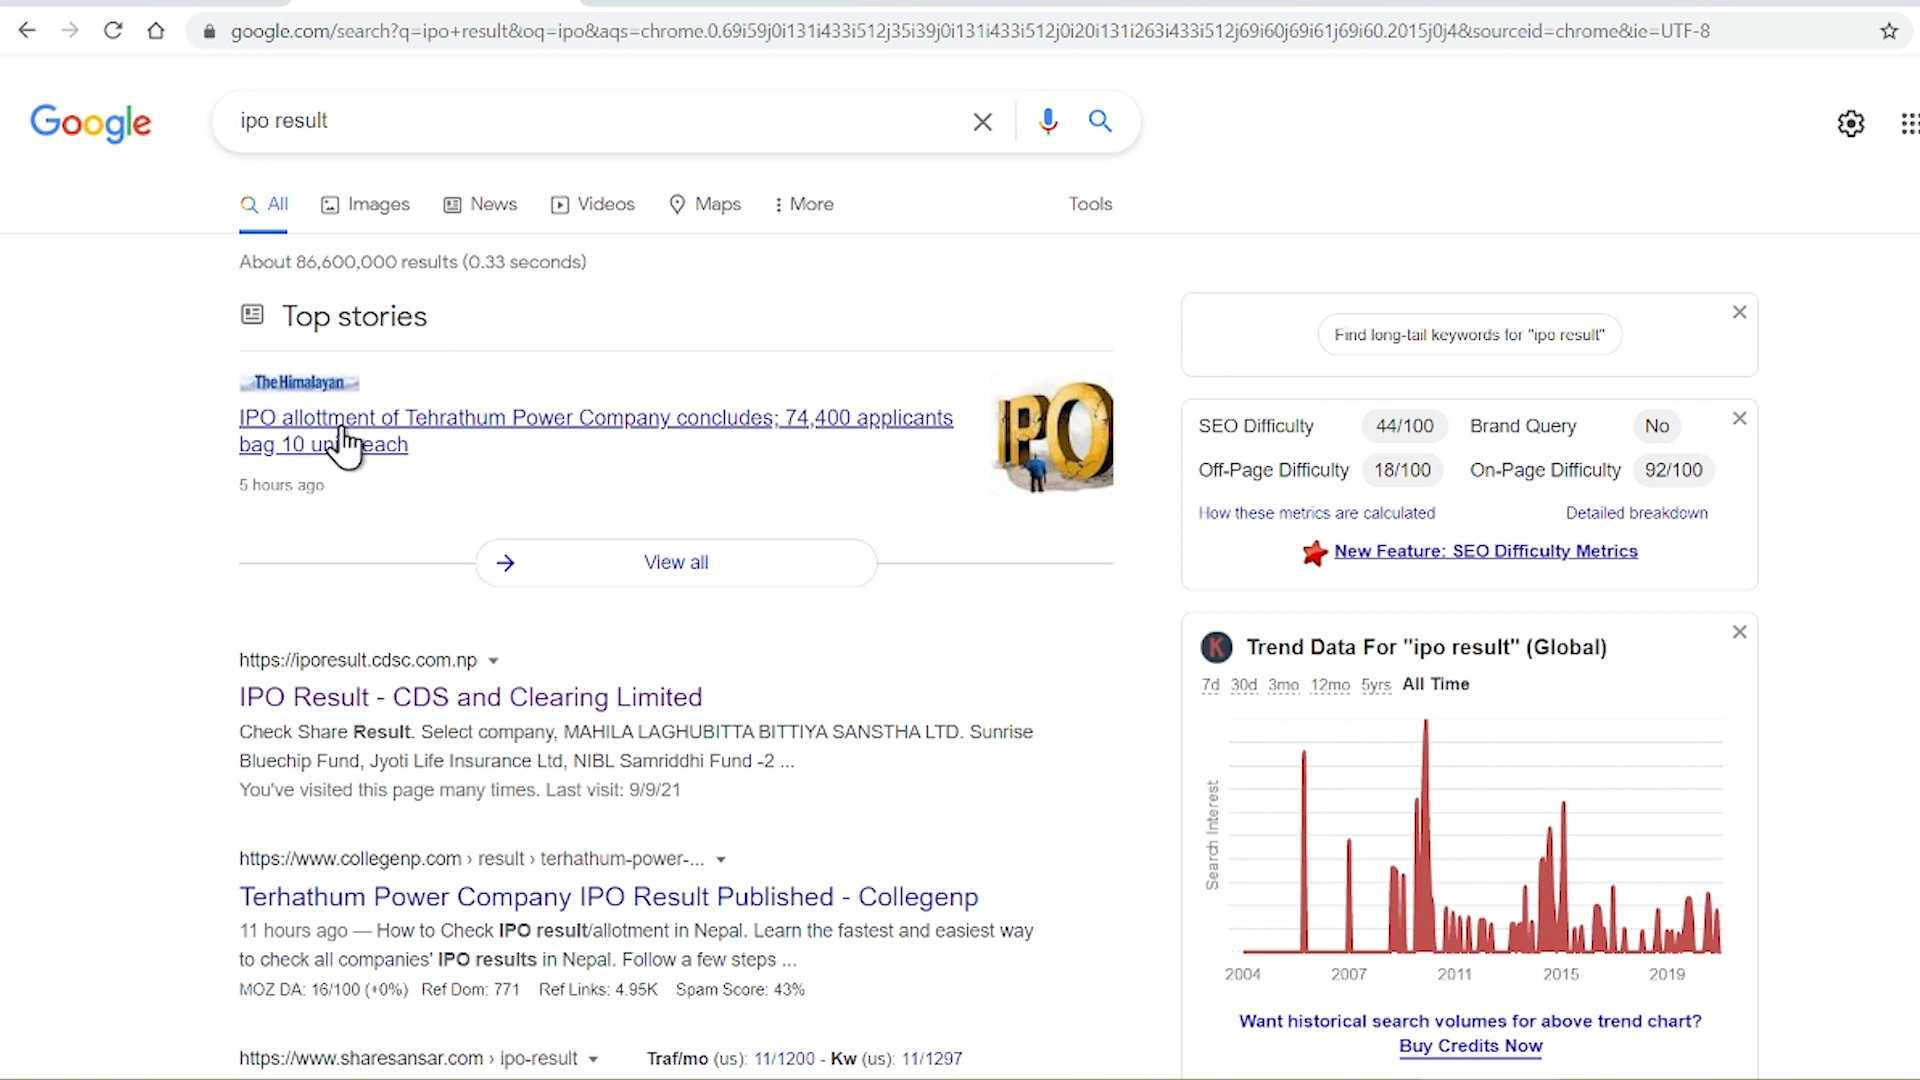 google.com/search?q=ipo+result&oq=ipo&aqs=chrome.0.69i59j0i131i433i512j35i39j0i131i433i512j0i20i131i263i433i512j69i60j69i61j69i60.2015j0j4&sourceid=chrome&ie=UTF-8
Google
ipo result
All Images News Videos Maps More Tools
About 86,600,000 results (0.33 seconds)
Top stories
The Himalayan
IPO allottment of Tehrathum Power Company concludes; 74,400 applicants
bag 10 each
5 hours ago
IPO
View all
https://iporesult.cdsc.com.np
IPO Result - CDS and Clearing Limited
Check Share Result. Select company, MAHILA LAGHUBITTA BITTIYA SANSTHA LTD. Sunrise
Bluechip Fund, Jyoti Life Insurance Ltd, NIBL Samriddhi Fund -2 ...
You've visited this page many times. Last visit: 9/9/21
https://www.collegenp.com › result › terhathum-power-...
Terhathum Power Company IPO Result Published - Collegenp
11 hours ago — How to Check IPO result/allotment in Nepal. Learn the fastest and easiest way
to check all companies' IPO results in Nepal. Follow a few steps ...
MOZ DA: 16/100 (+0%) Ref Dom: 771 Ref Links: 4.95K Spam Score: 43%
https://www.sharesansar.com › ipo-result Traf/mo (us): 11/1200 - Kw (us): 11/1297
Find long-tail keywords for "ipo result"
SEO Difficulty 44/100 Brand Query No
Off-Page Difficulty 18/100 On-Page Difficulty 92/100
How these metrics are calculated Detailed breakdown
New Feature: SEO Difficulty Metrics
K Trend Data For "ipo result" (Global)
7d 30d 3mo 12mo 5yrs All Time
Search Interest
2004 2007 2011 2015 2019
Want historical search volumes for above trend chart?
Buy Credits Now